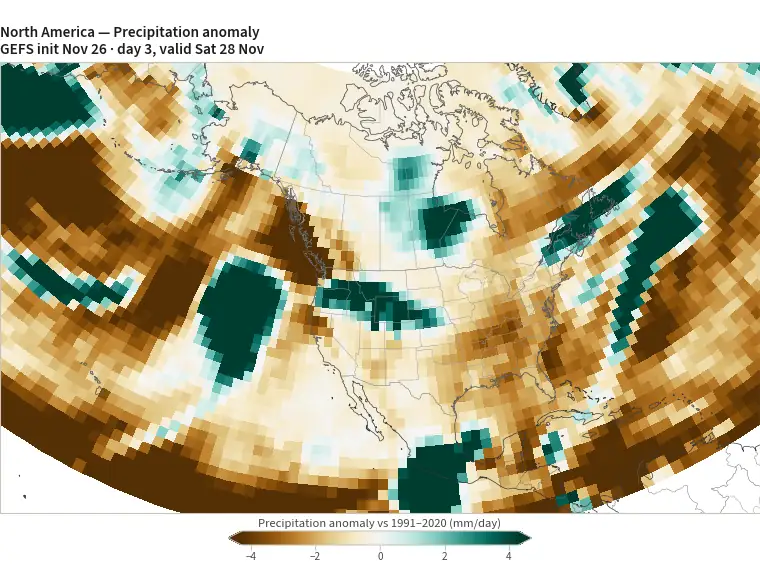 North America — Precipitation anomaly
GEFS init Nov 26 · day 3, valid Sat 28 Nov
Precipitation anomaly vs 1991–2020 (mm/day)
−4 −2 0 2 4